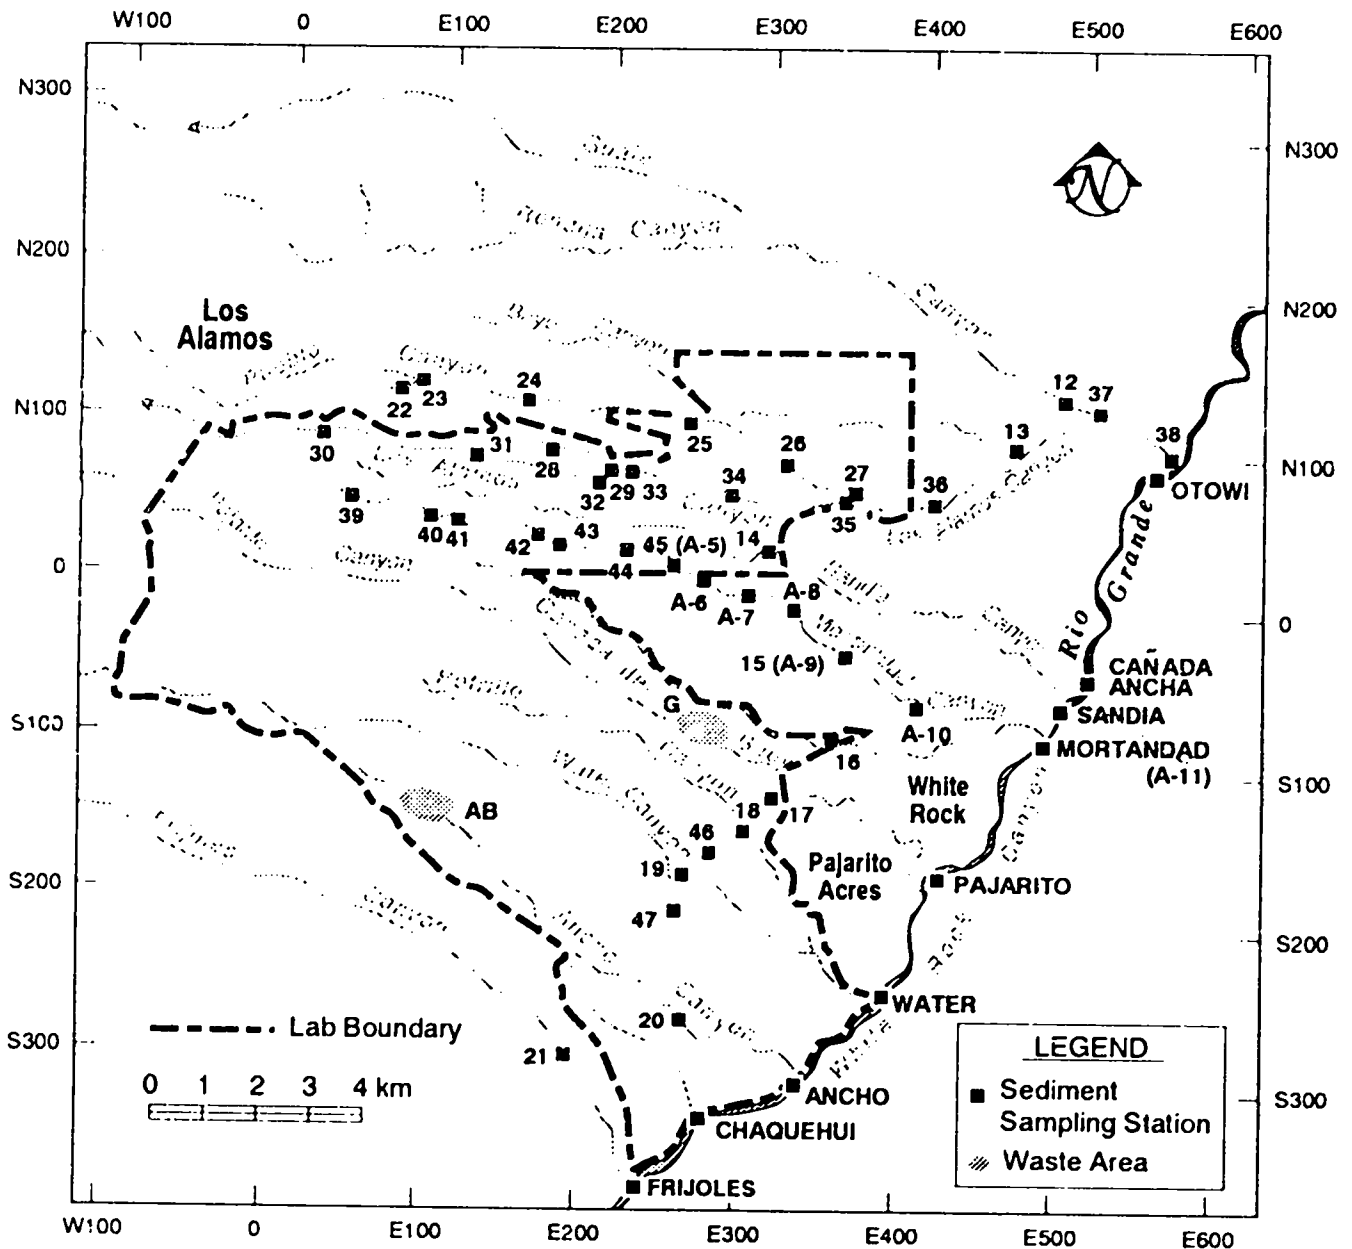 W100 0 E100 E200 E300 E400 E500 E600
N300
N300
N
Canyon
N200
Los
Alamos
Canyon
N200
Canyon
24
12 37
22 23
N100
30
31
28
25
26
13
38
N100
29 33
34
27
36
OTOWI
32
35
39
40 41
42
43
45 (A-5)
14
Los Alamos Canyon
Rio Grande
Canyon
0
44
A-6
A-7
A-8
0
Cañada de
15 (A-9)
CAÑADA
ANCHA
Potrillo
G
Canyon
SANDIA
S100
A-10
MORTANDAD
(A-11)
16
White
Rock
S100
AB
18
17
46
Pajarito
Acres
19
PAJARITO
S200
47
S200
Canyon
WATER
20
Canyon
White Rock Canyon
Lab Boundary
S300
21
0 1 2 3 4 km
ANCHO
CHAQUEHUI
FRIJOLES
LEGEND
Sediment
Sampling Station
Waste Area
S300
W100 0 E100 E200 E300 E400 E500 E600